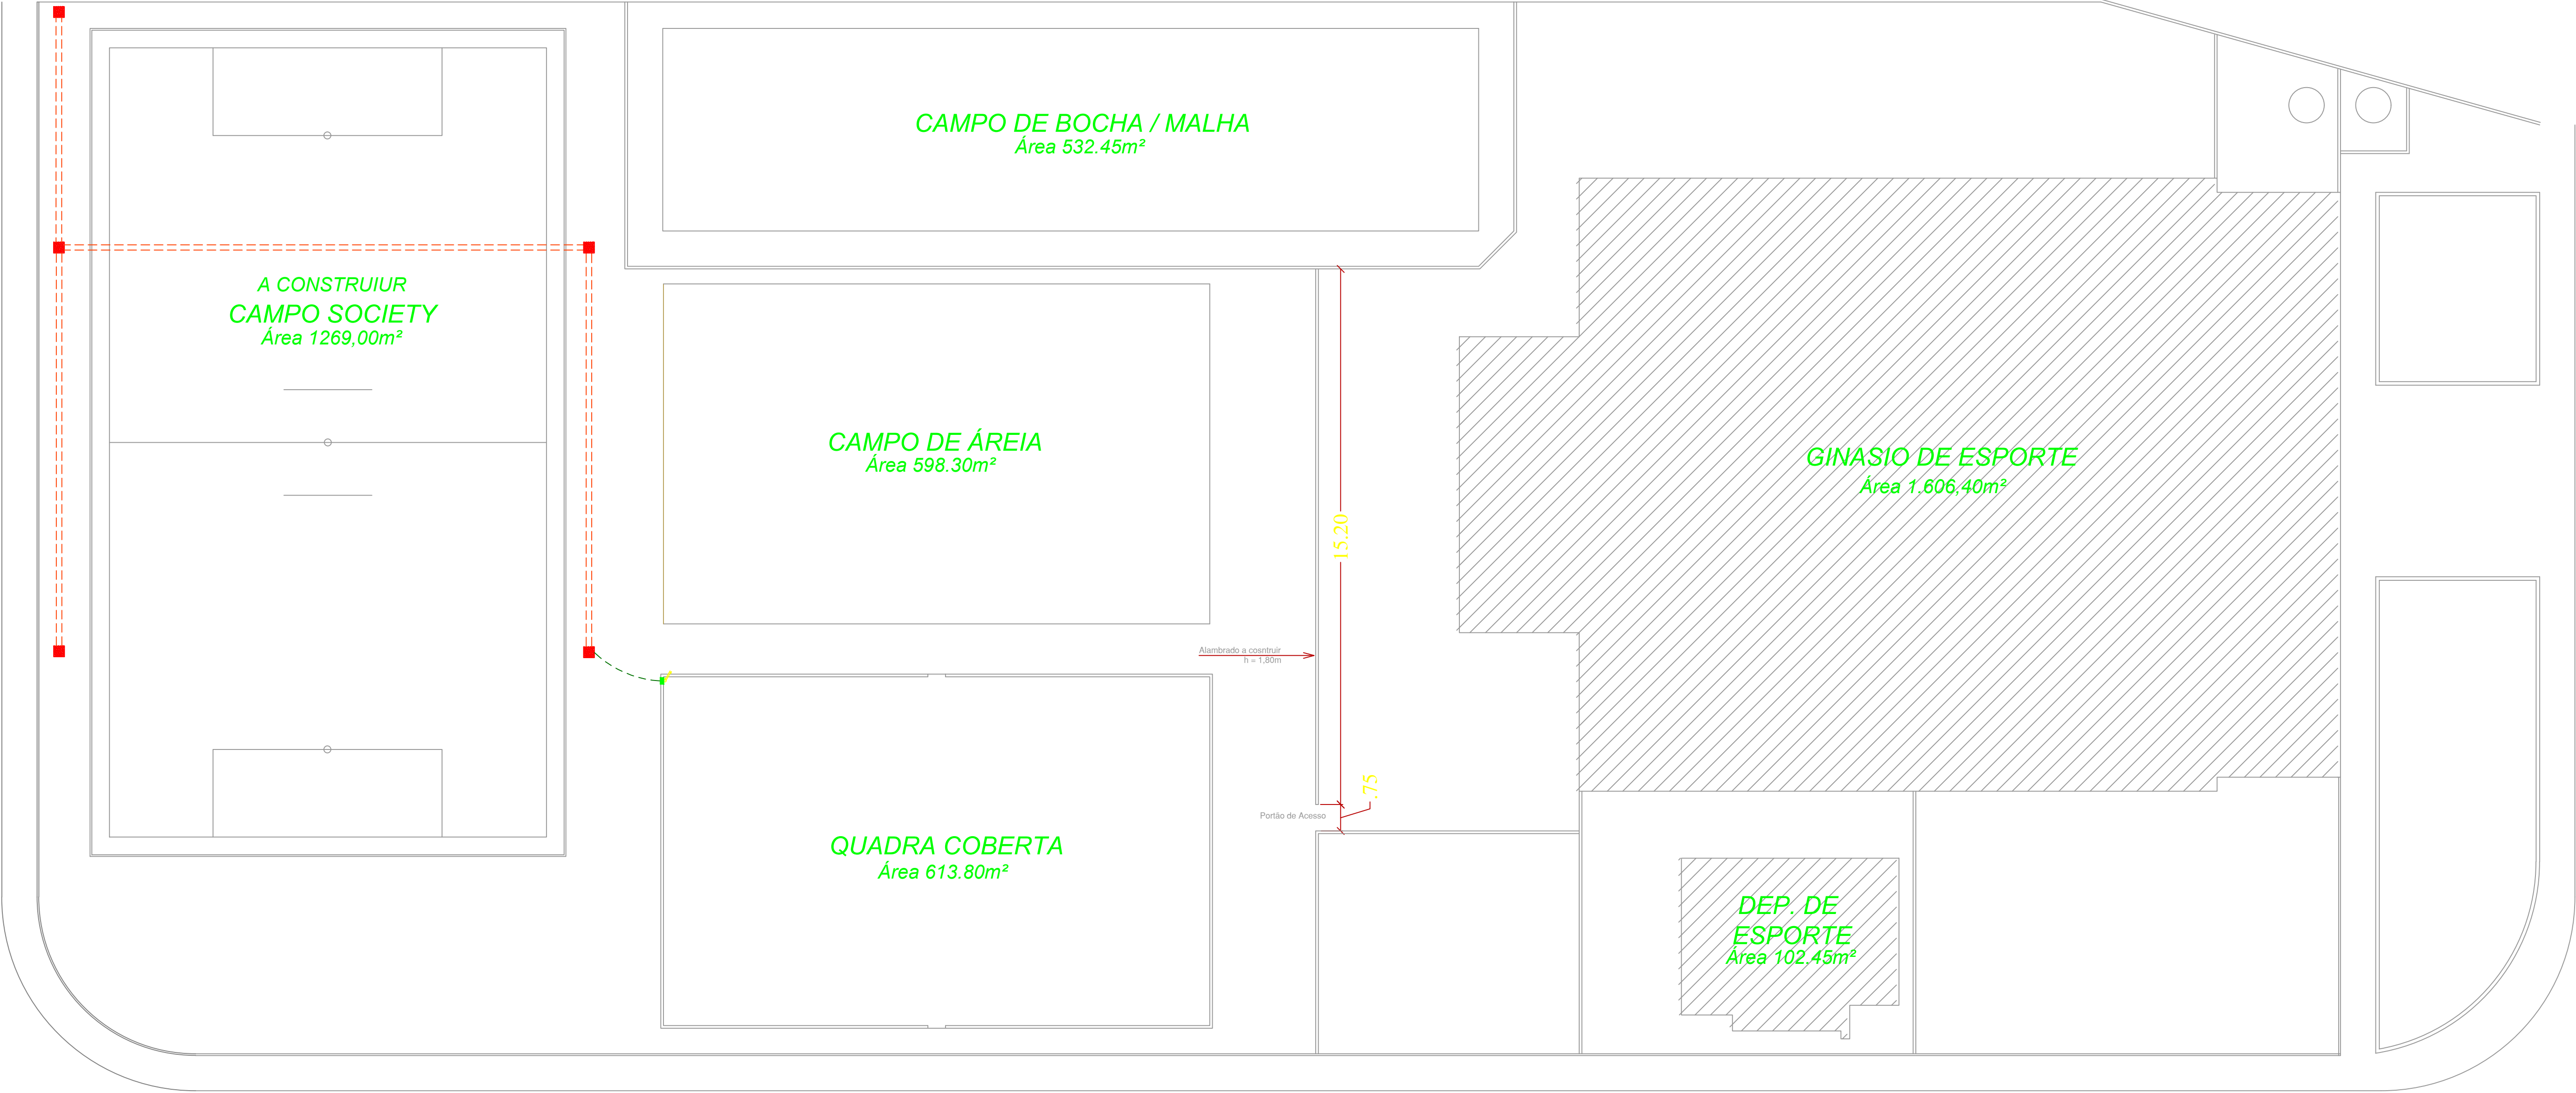 CAMPO DE BOCHA / MALHA
Área 532.45m²
A CONSTRUIUR
CAMPO SOCIETY
Área 1269,00m²
CAMPO DE ÁREIA
Área 598.30m²
GINASIO DE ESPORTE
Área 1.606,40m²
15.20
Alambrado a cosntruir
h = 1,80m
.75
Portão de Acesso
QUADRA COBERTA
Área 613.80m²
DEP. DE
ESPORTE
Área 102.45m²